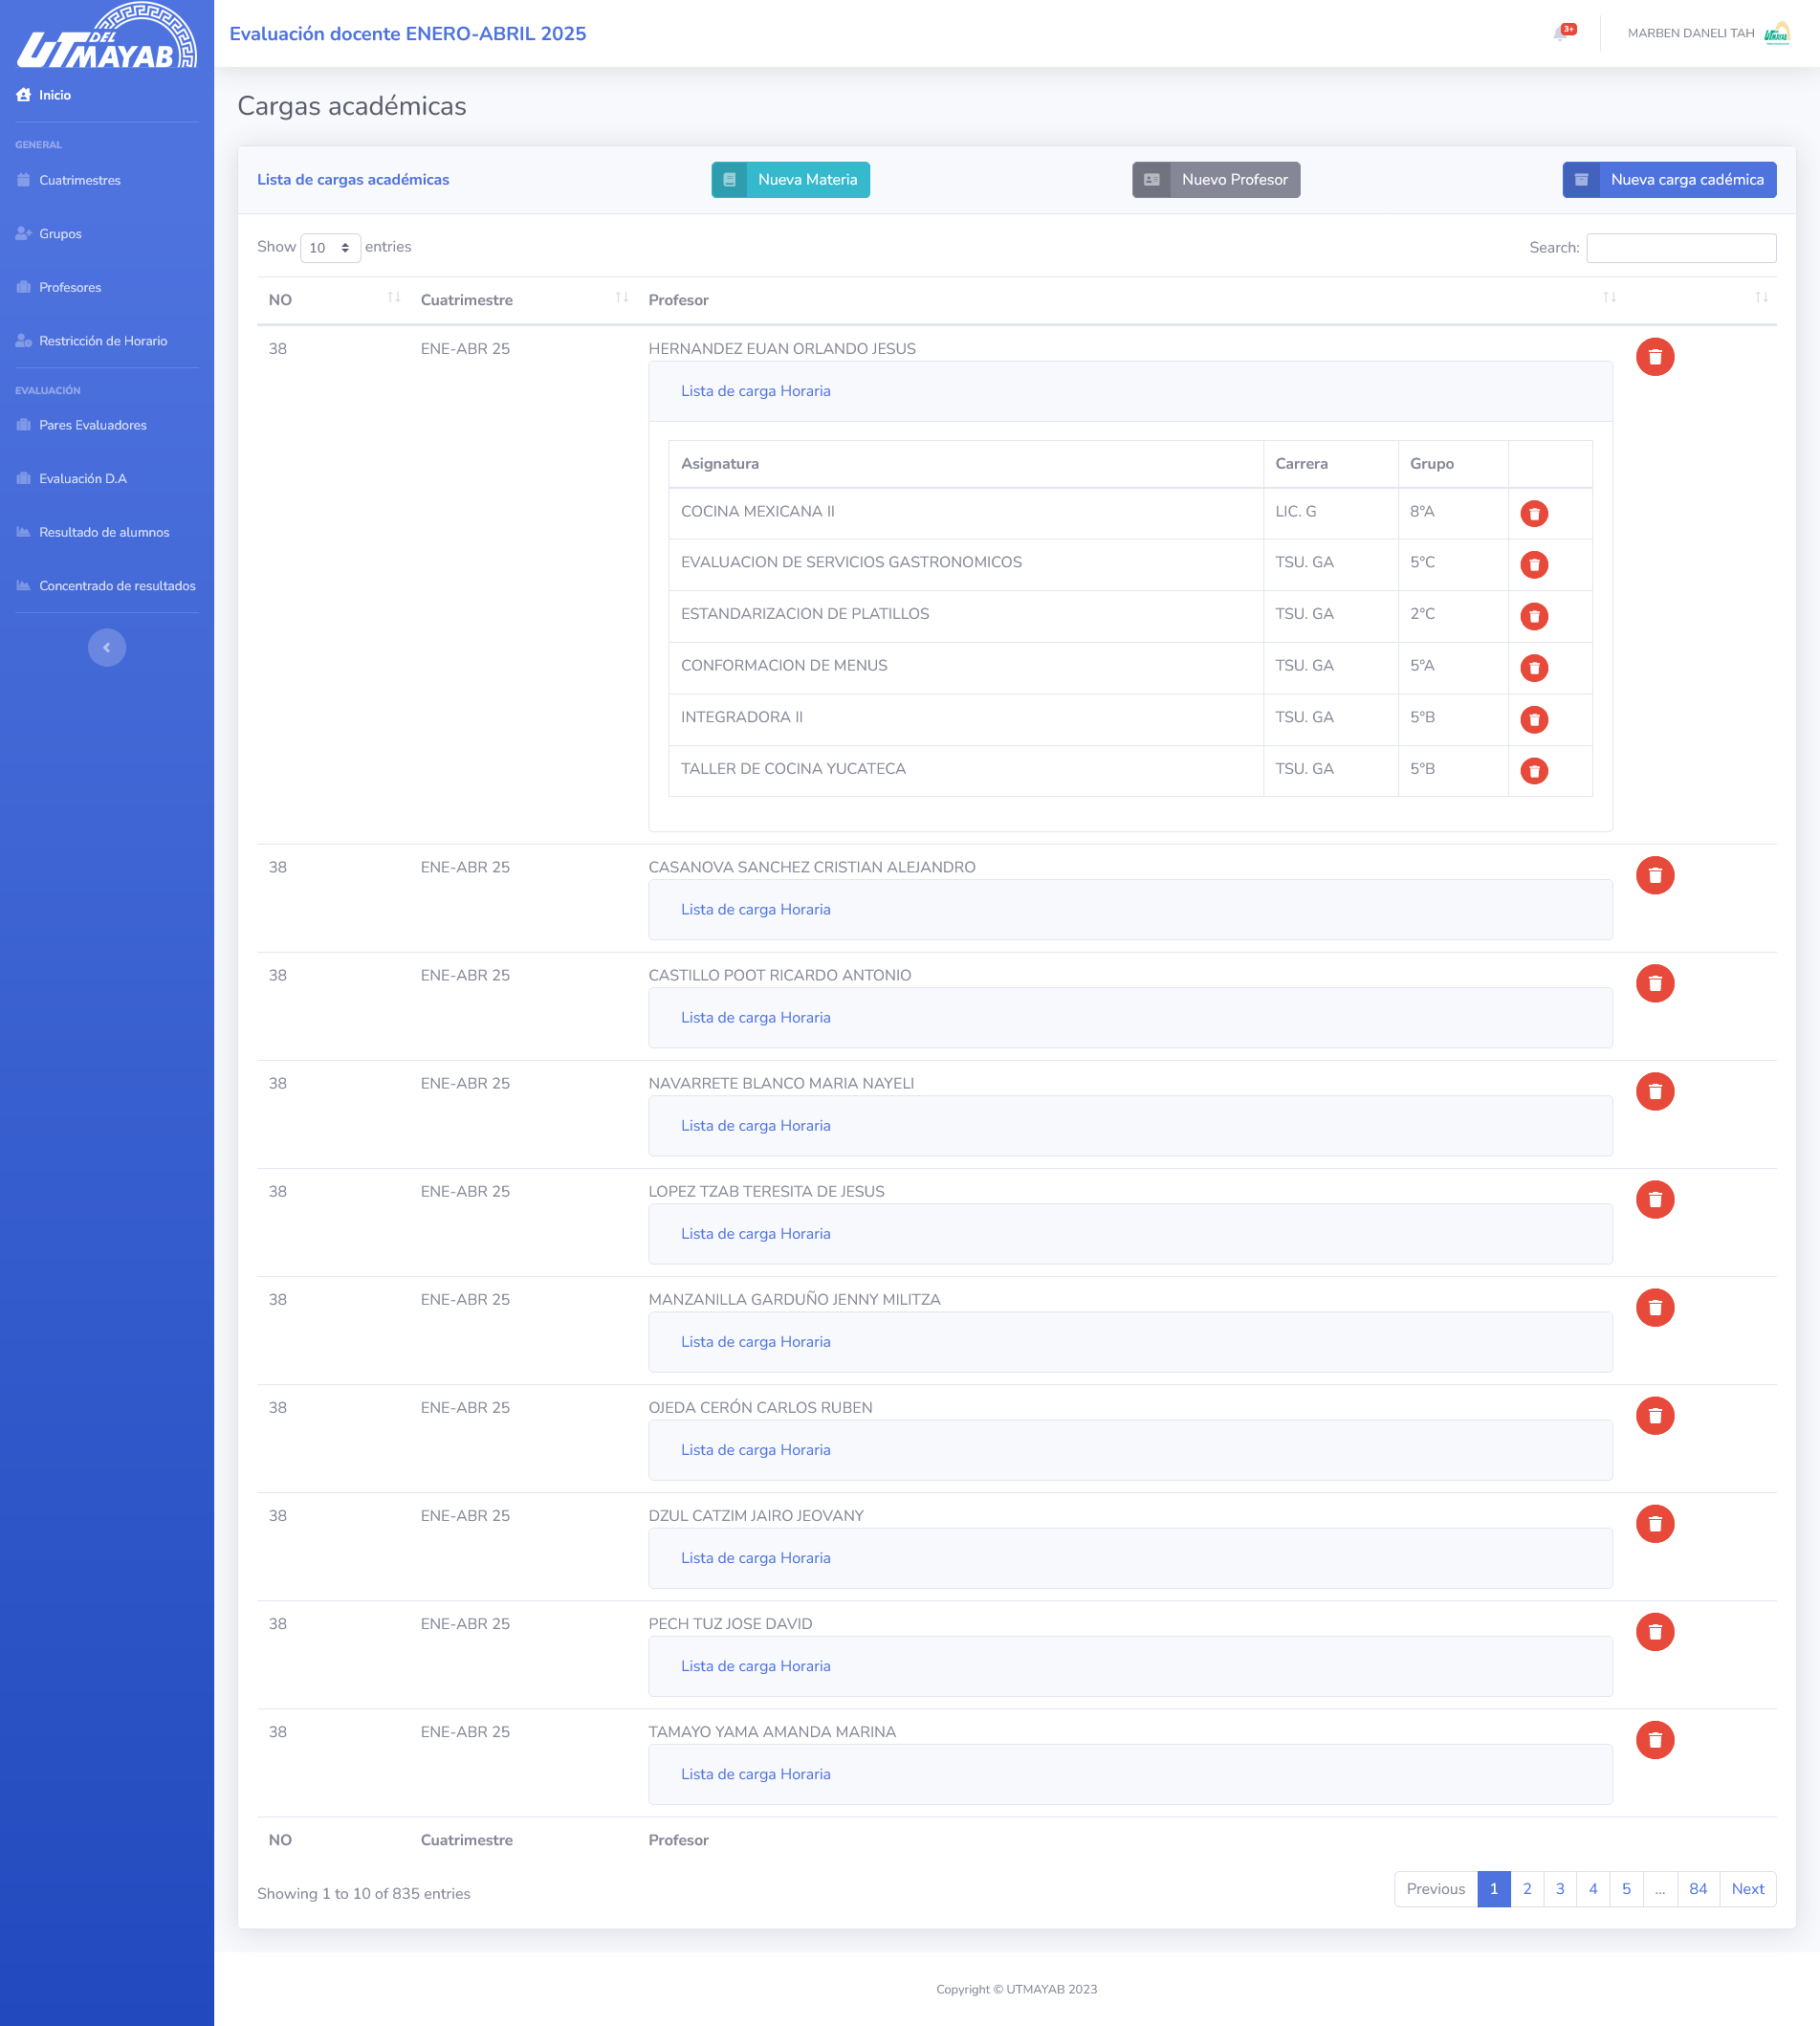 UT DEL MAYAB
Evaluación docente ENERO-ABRIL 2025
3+
MARBEN DANELI TAH
UTMAYAB
Inicio
GENERAL
Cuatrimestres
Grupos
Profesores
Restricción de Horario
EVALUACIÓN
Pares Evaluadores
Evaluación D.A
Resultado de alumnos
Concentrado de resultados
Cargas académicas
Lista de cargas académicas
Nueva Materia
Nuevo Profesor
Nueva carga cadémica
Show 10 entries
Search:
NO Cuatrimestre Profesor
38 ENE-ABR 25 HERNANDEZ EUAN ORLANDO JESUS
Lista de carga Horaria
Asignatura Carrera Grupo
COCINA MEXICANA II LIC. G 8°A
EVALUACION DE SERVICIOS GASTRONOMICOS TSU. GA 5°C
ESTANDARIZACION DE PLATILLOS TSU. GA 2°C
CONFORMACION DE MENUS TSU. GA 5°A
INTEGRADORA II TSU. GA 5°B
TALLER DE COCINA YUCATECA TSU. GA 5°B
38 ENE-ABR 25 CASANOVA SANCHEZ CRISTIAN ALEJANDRO
Lista de carga Horaria
38 ENE-ABR 25 CASTILLO POOT RICARDO ANTONIO
Lista de carga Horaria
38 ENE-ABR 25 NAVARRETE BLANCO MARIA NAYELI
Lista de carga Horaria
38 ENE-ABR 25 LOPEZ TZAB TERESITA DE JESUS
Lista de carga Horaria
38 ENE-ABR 25 MANZANILLA GARDUÑO JENNY MILITZA
Lista de carga Horaria
38 ENE-ABR 25 OJEDA CERÓN CARLOS RUBEN
Lista de carga Horaria
38 ENE-ABR 25 DZUL CATZIM JAIRO JEOVANY
Lista de carga Horaria
38 ENE-ABR 25 PECH TUZ JOSE DAVID
Lista de carga Horaria
38 ENE-ABR 25 TAMAYO YAMA AMANDA MARINA
Lista de carga Horaria
NO Cuatrimestre Profesor
Showing 1 to 10 of 835 entries
Previous 1 2 3 4 5 … 84 Next
Copyright © UTMAYAB 2023